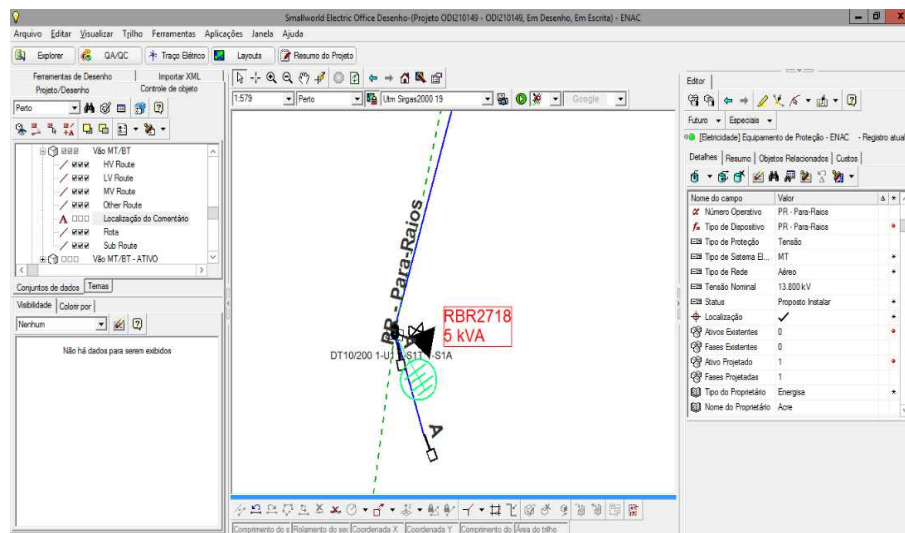 Smallworld Electric Office Desenho-(Projeto ODI210149 - ODI210149, Em Desenho, Em Escrita) - ENAC
Arquivo Editar Visualizar Trilho Ferramentas Aplicações Janela Ajuda
Explorer QA/QC Traço Elétrico Layouts Resumo do Projeto
Ferramentas de Desenho Importar XML
Projeto/Desenho Controle de objeto
Perto
Vão MT/BT
HV Route
LV Route
MV Route
Other Route
Localização do Comentário
Rota
Sub Route
Vão MT/BT - ATIVO
Conjuntos de dados Temas
Visibilidade Colorir por
Nenhum
Não há dados para serem exibidos
1:579 Perto Utm Sirgas2000 19 Google
PR - Para-Raios
RBR2718
5 kVA
DT10/200 1-U
A
A
Comprimento do s Rolamento do sec Coordenada X Coordenada Y Comprimento do Área do trilho
Editor
Futuro Especiais
[Eletricidade] Equipamento de Proteção - ENAC - Registro atual
Detalhes Resumo Objetos Relacionados Custos
Nome do campo Valor
Número Operativo PR - Para-Raios
Tipo de Dispositivo PR - Para-Raios
Tipo de Proteção Tensão
Tipo de Sistema El... MT
Tipo de Rede Aéreo
Tensão Nominal 13.800 kV
Status Proposto Instalar
Localização
Ativos Existentes 0
Fases Existentes 0
Ativo Projetado 1
Fases Projetadas 1
Tipo do Proprietário Energisa
Nome do Proprietário Acre